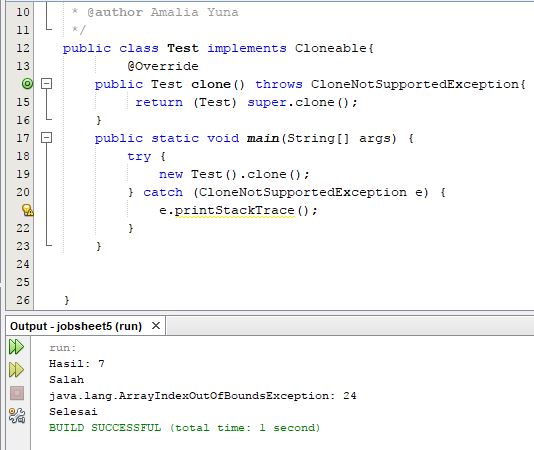 10 * @author Amalia Yuna
11 */
12 public class Test implements Cloneable{
13 @Override
public Test clone() throws CloneNotSupportedException{
15 return (Test) super.clone();
16 }
17 public static void main(String[] args) {
18 try {
19 new Test().clone();
20 } catch (CloneNotSupportedException e) {
e.printStackTrace();
22 }
23 }
24
25
26 }
Output - jobsheet5 (run) ×
run:
Hasil: 7
Salah
java.lang.ArrayIndexOutOfBoundsException: 24
Selesai
BUILD SUCCESSFUL (total time: 1 second)